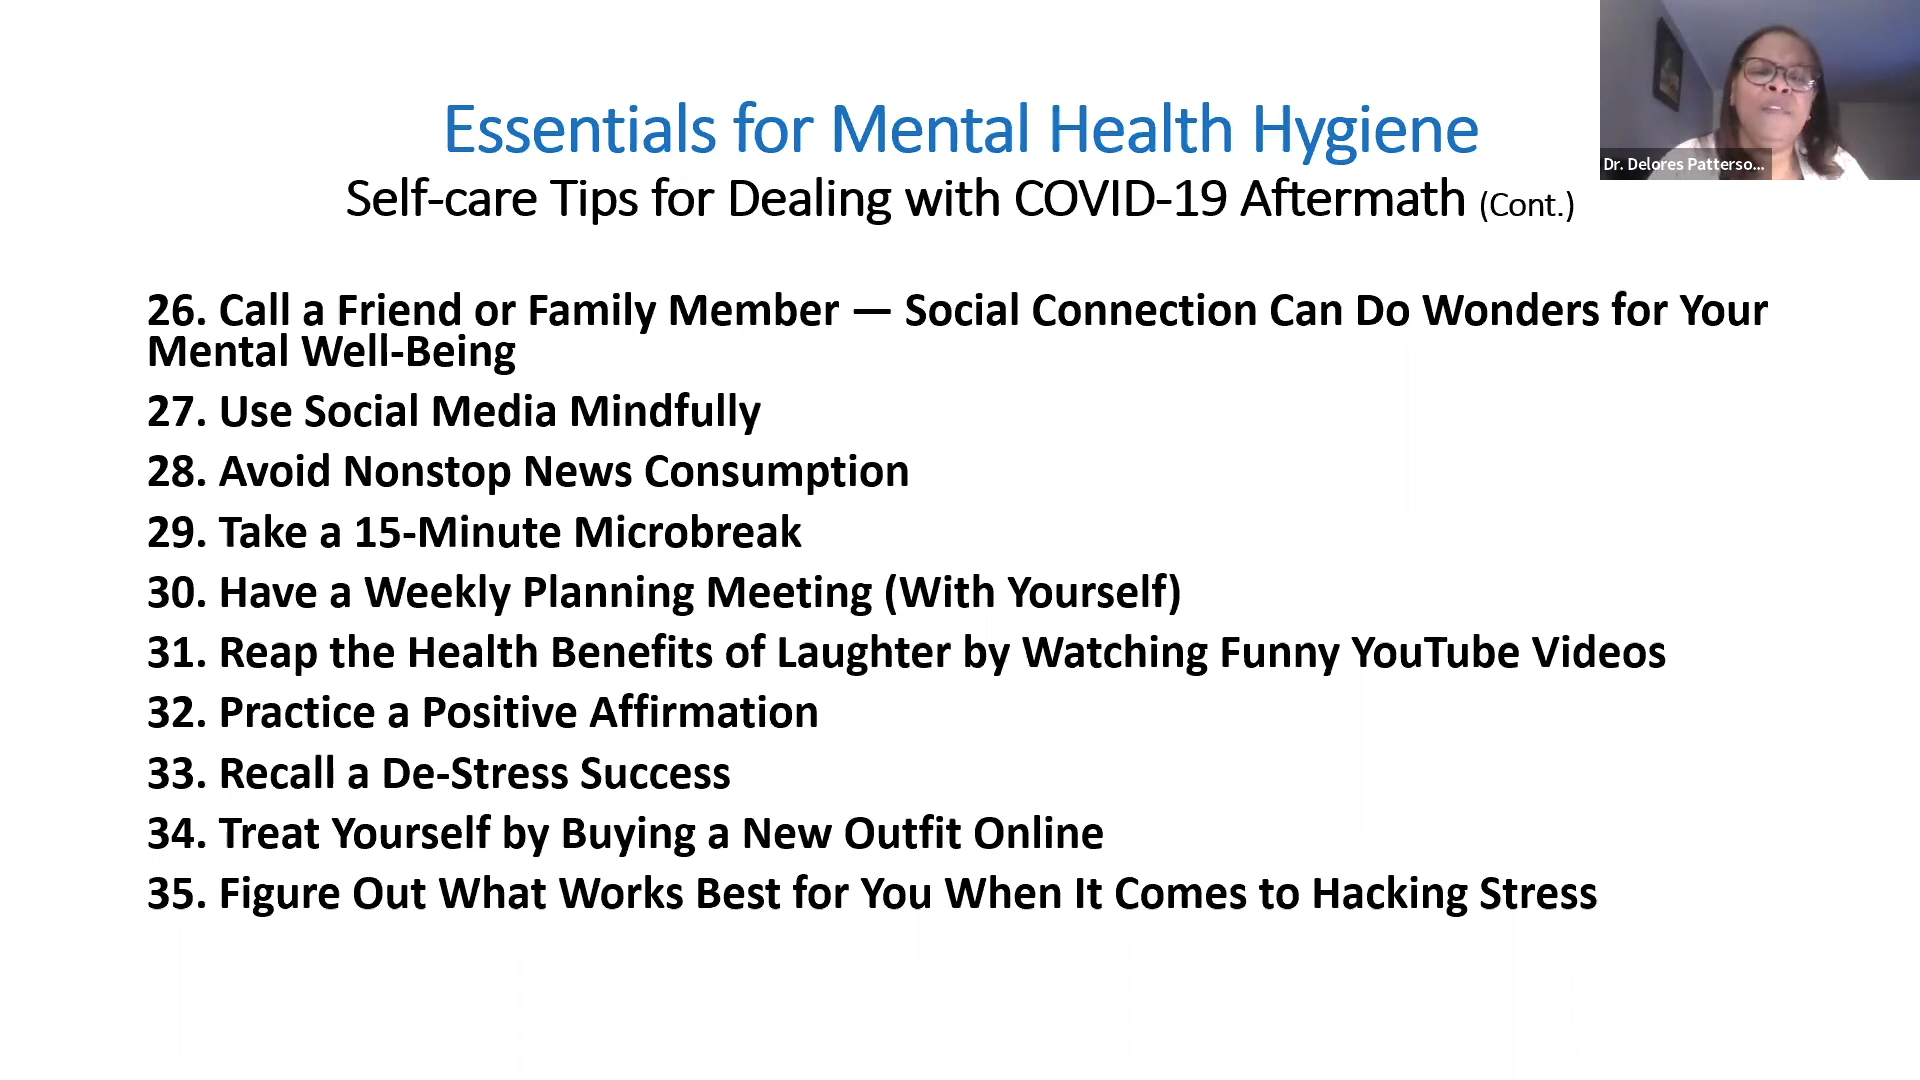 Essentials for Mental Health Hygiene
Self-care Tips for Dealing with COVID-19 Aftermath (Cont.)
Dr. Delores Patterso...
26. Call a Friend or Family Member — Social Connection Can Do Wonders for Your
Mental Well-Being
27. Use Social Media Mindfully
28. Avoid Nonstop News Consumption
29. Take a 15-Minute Microbreak
30. Have a Weekly Planning Meeting (With Yourself)
31. Reap the Health Benefits of Laughter by Watching Funny YouTube Videos
32. Practice a Positive Affirmation
33. Recall a De-Stress Success
34. Treat Yourself by Buying a New Outfit Online
35. Figure Out What Works Best for You When It Comes to Hacking Stress